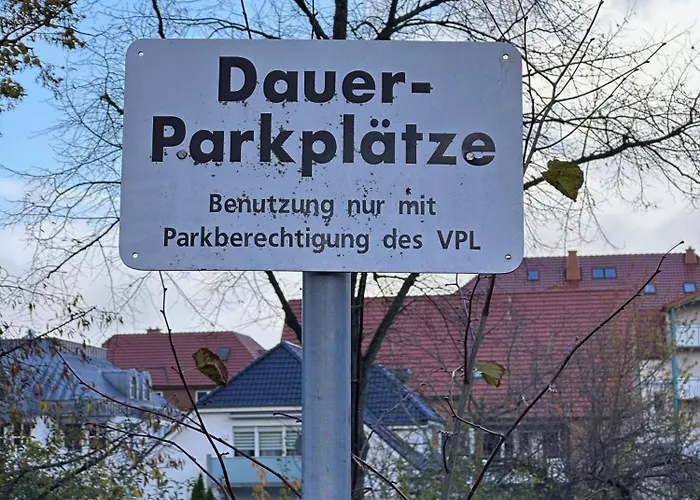 Dauer-
Parkplätze
Benutzung nur mit
Parkberechtigung des VPL